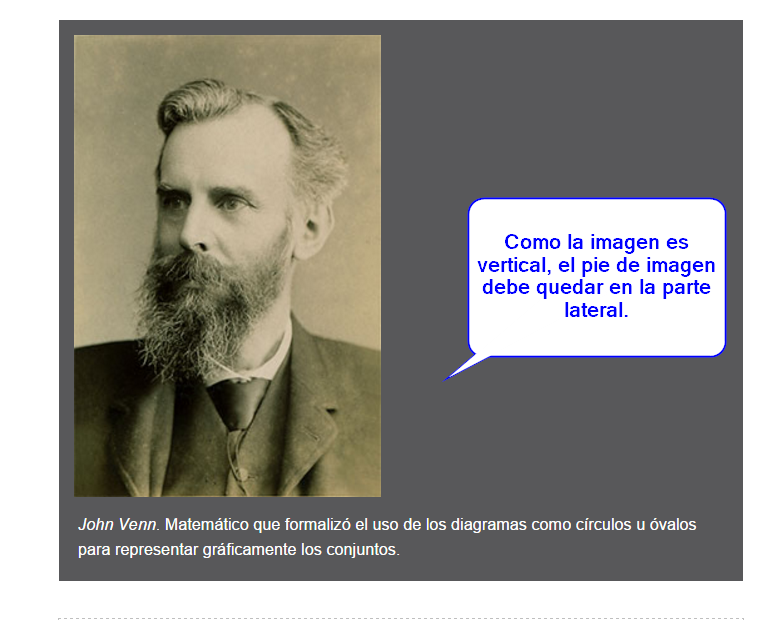 Como la imagen es
vertical, el pie de imagen
debe quedar en la parte
lateral.
John Venn. Matemático que formalizó el uso de los diagramas como círculos u óvalos
para representar gráficamente los conjuntos.